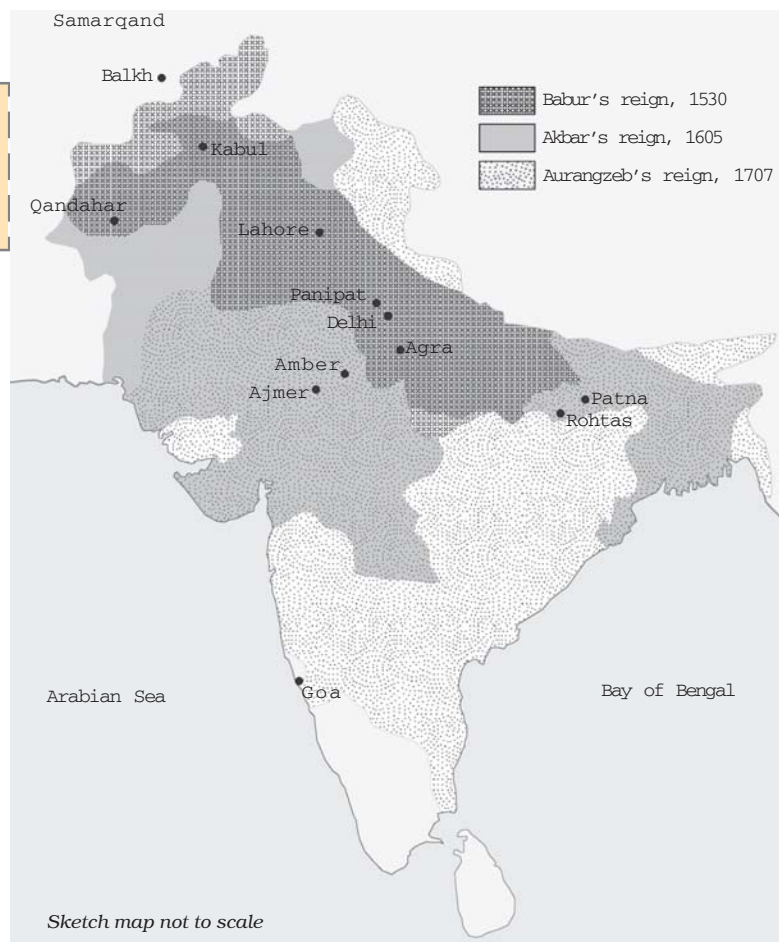 Samarqand
Balkh
Babur's reign, 1530
Akbar's reign, 1605
Aurangzeb's reign, 1707
Kabul
Qandahar
Lahore
Panipat
Delhi
Agra
Amber
Ajmer
Patna
Rohtas
Goa
Arabian Sea
Bay of Bengal
Sketch map not to scale